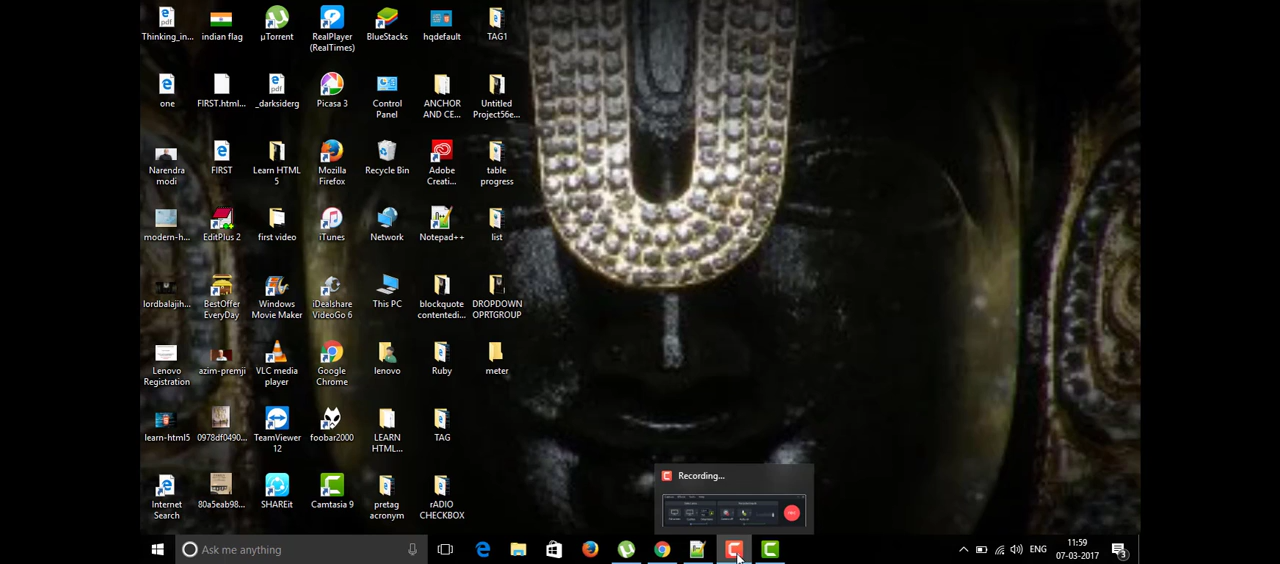 Thinking_in...
indian flag
µTorrent
RealPlayer
(RealTimes)
BlueStacks
hqdefault
TAG1
one
FIRST.html...
_darksiderg
Picasa 3
Control
Panel
ANCHOR
AND CE...
Untitled
Project56e...
Narendra
modi
FIRST
Learn HTML
5
Mozilla
Firefox
Recycle Bin
Adobe
Creati...
table
progress
modern-h...
EditPlus 2
first video
iTunes
Network
Notepad++
list
lordbalajih...
BestOffer
EveryDay
Windows
Movie Maker
iDealshare
VideoGo 6
This PC
blockquote
contentedi...
DROPDOWN
OPRTGROUP
Lenovo
Registration
azim-premji
VLC media
player
Google
Chrome
lenovo
Ruby
meter
learn-html5
0978df0490...
TeamViewer
12
foobar2000
LEARN
HTML...
TAG
Internet
Search
80a5eab98...
SHAREit
Camtasia 9
pretag
acronym
rADIO
CHECKBOX
Recording...
Ask me anything
ENG
11:59
07-03-2017
3